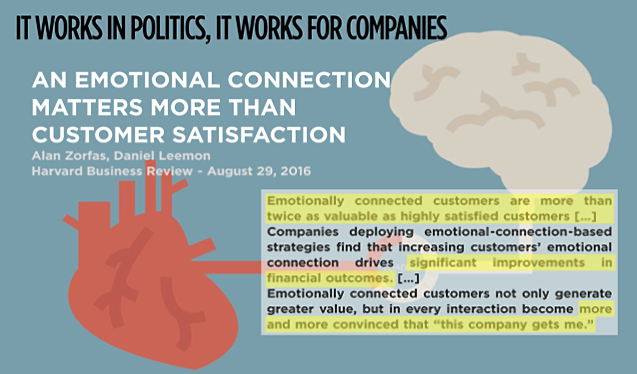 IT WORKS IN POLITICS, IT WORKS FOR COMPANIES
AN EMOTIONAL CONNECTION
MATTERS MORE THAN
CUSTOMER SATISFACTION
Alan Zorfas, Daniel Leemon
Harvard Business Review - August 29, 2016
Emotionally connected customers are more than
twice as valuable as highly satisfied customers [...]
Companies deploying emotional-connection-based
strategies find that increasing customers' emotional
connection drives significant improvements in
financial outcomes. [...]
Emotionally connected customers not only generate
greater value, but in every interaction become more
and more convinced that “this company gets me.”